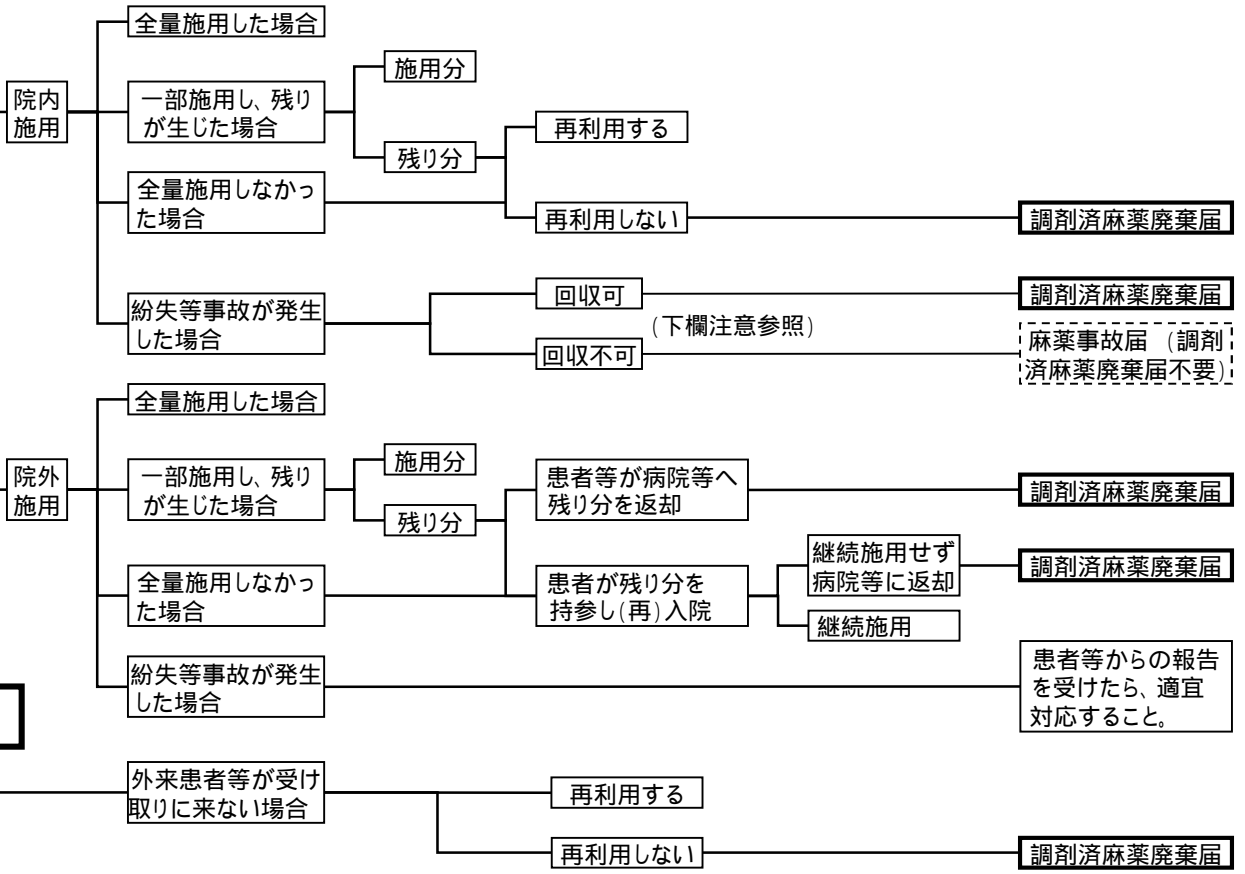 全量施用した場合
院内
施用
一部施用し、残り
が生じた場合
施用分
残り分
再利用する
全量施用しなかっ
た場合
再利用しない
調剤済麻薬廃棄届
紛失等事故が発生
した場合
回収可
調剤済麻薬廃棄届
(下欄注意参照)
回収不可
麻薬事故届 (調剤
済麻薬廃棄届不要)
全量施用した場合
院外
施用
一部施用し、残り
が生じた場合
施用分
残り分
患者等が病院等へ
残り分を返却
調剤済麻薬廃棄届
全量施用しなかっ
た場合
患者が残り分を
持参し(再)入院
継続施用せず
病院等に返却
調剤済麻薬廃棄届
継続施用
紛失等事故が発生
した場合
患者等からの報告
を受けたら、適宜
対応すること。
外来患者等が受け
取りに来ない場合
再利用する
再利用しない
調剤済麻薬廃棄届